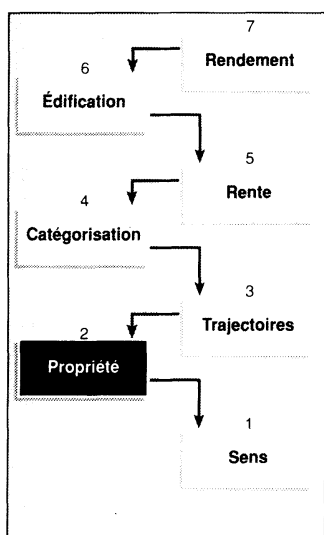 7
Rendement
6
Édification
5
Rente
4
Catégorisation
3
Trajectoires
2
Propriété
1
Sens